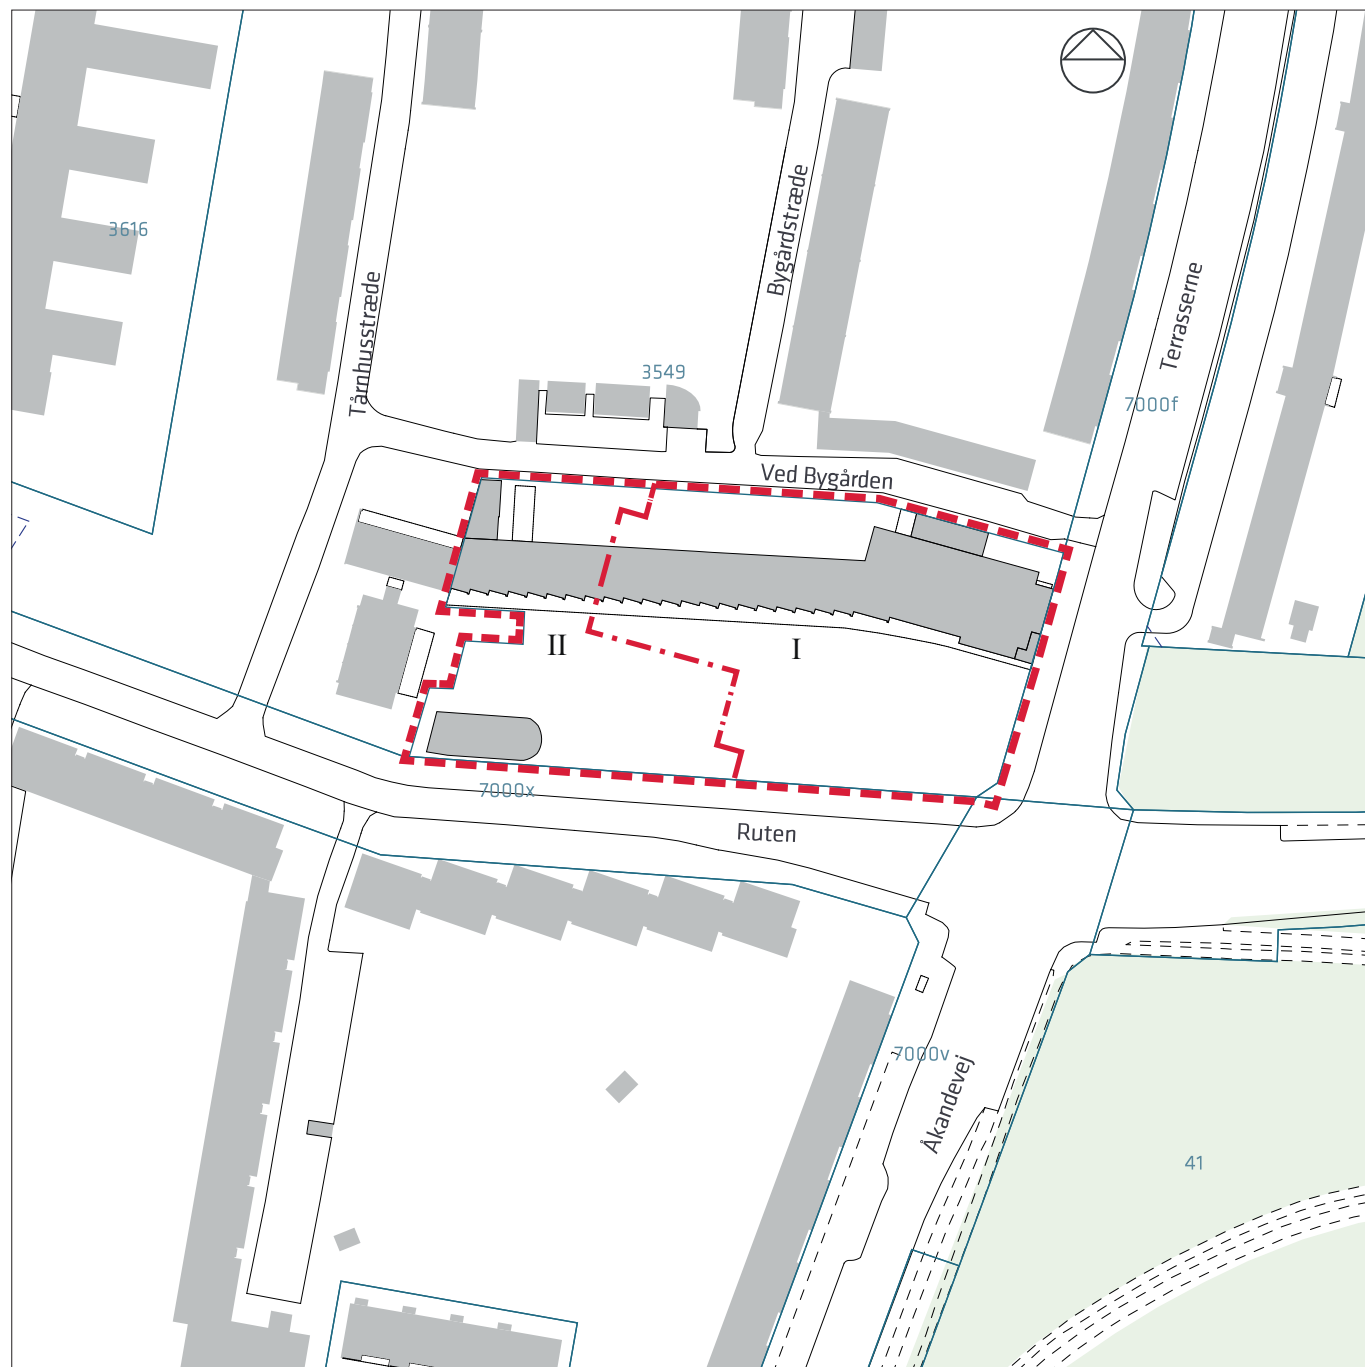 Bygårdstræde
3616
Terrasserne
Tårnhusstræde
3549
7000f
Ved Bygården
II
I
7000x
Ruten
7000v
Åkandevej
41